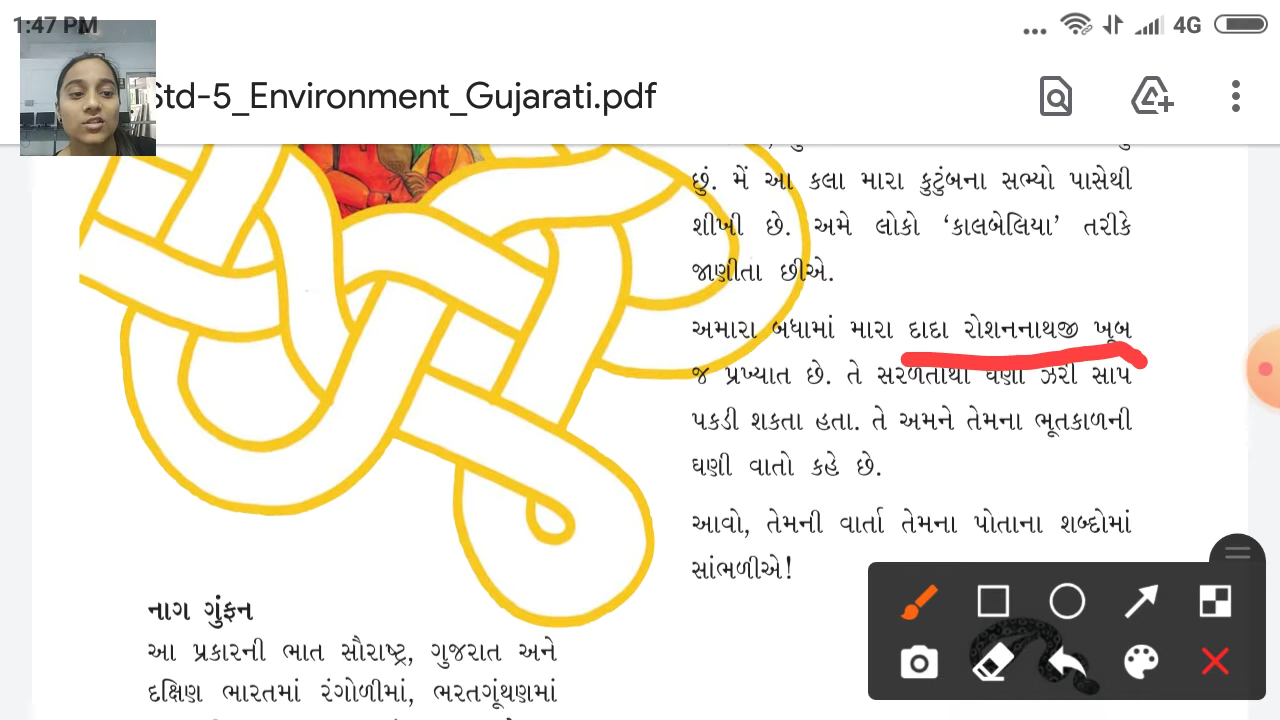 1:47 PM
4G
Std-5_Environment_Gujarati.pdf
છું. મેં આ કલા મારા કુટુંબના સભ્યો પાસેથી
શીખી છે. અમે લોકો ‘કાલબેલિયા’ તરીકે
જાણીતા છીએ.
અમારા બધામાં મારા દાદા રોશનનાથજી ખૂબ
જ પ્રખ્યાત છે. તે સરળતાથી ઘણા ઝેરી સાપ
પકડી શકતા હતા. તે અમને તેમના ભૂતકાળની
ઘણી વાતો કહે છે.
આવો, તેમની વાર્તા તેમના પોતાના શબ્દોમાં
સાંભળીએ!
નાગ ગુંફન
આ પ્રકારની ભાત સૌરાષ્ટ્ર, ગુજરાત અને
દક્ષિણ ભારતમાં રંગોળીમાં, ભરતગૂંથણમાં